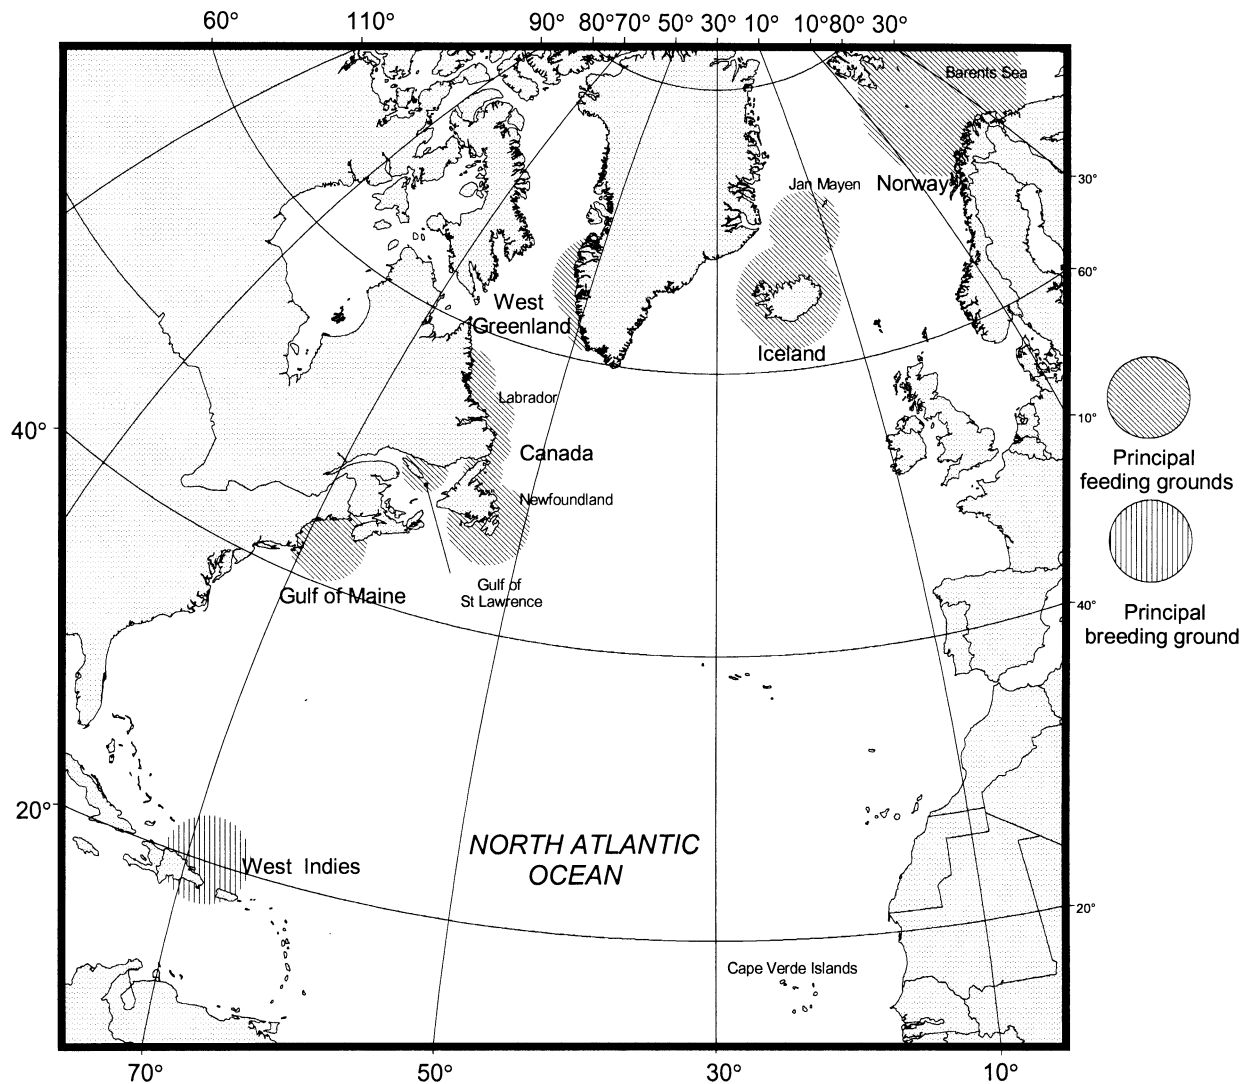 60° 110° 90° 80° 70° 50° 30° 10° 10° 80° 30°
Barents Sea
30°
Jan Mayen
Norway
60°
West
Greenland
Iceland
Labrador
10°
40°
Canada
Principal
feeding grounds
Newfoundland
Gulf of
St Lawrence
Gulf of Maine
40°
Principal
breeding ground
20°
NORTH ATLANTIC
OCEAN
West Indies
20°
Cape Verde Islands
70° 50° 30° 10°